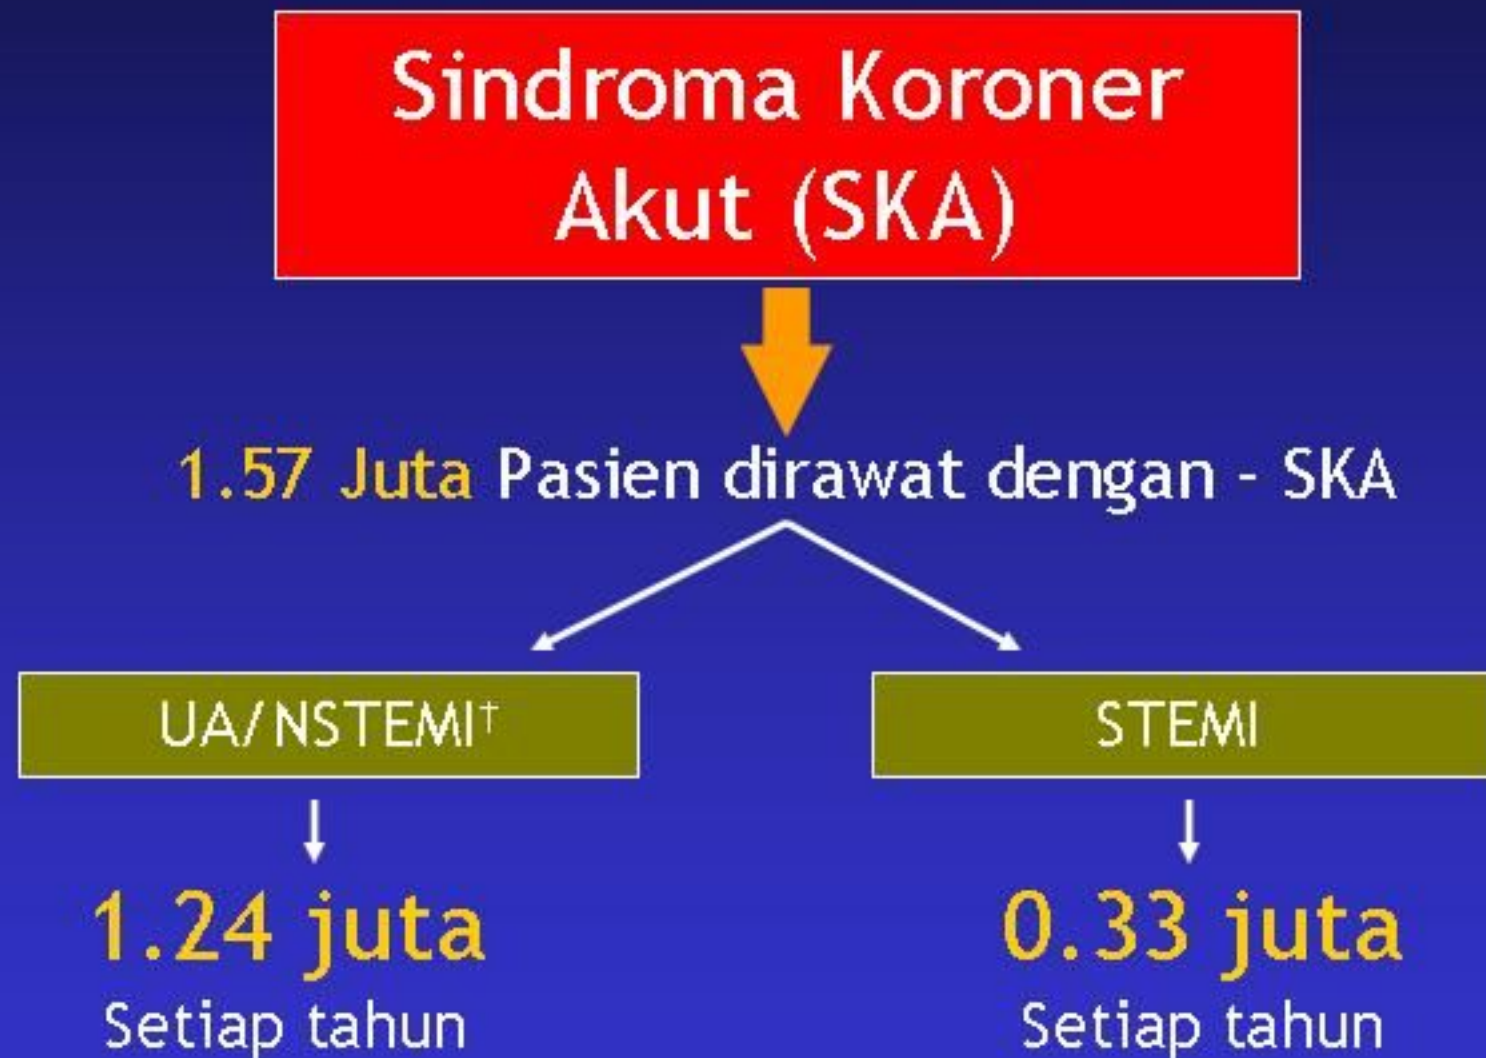 Sindroma Koroner
Akut (SKA)
1.57 Juta Pasien dirawat dengan - SKA
UA/NSTEMI†
STEMI
1.24 juta
Setiap tahun
0.33 juta
Setiap tahun